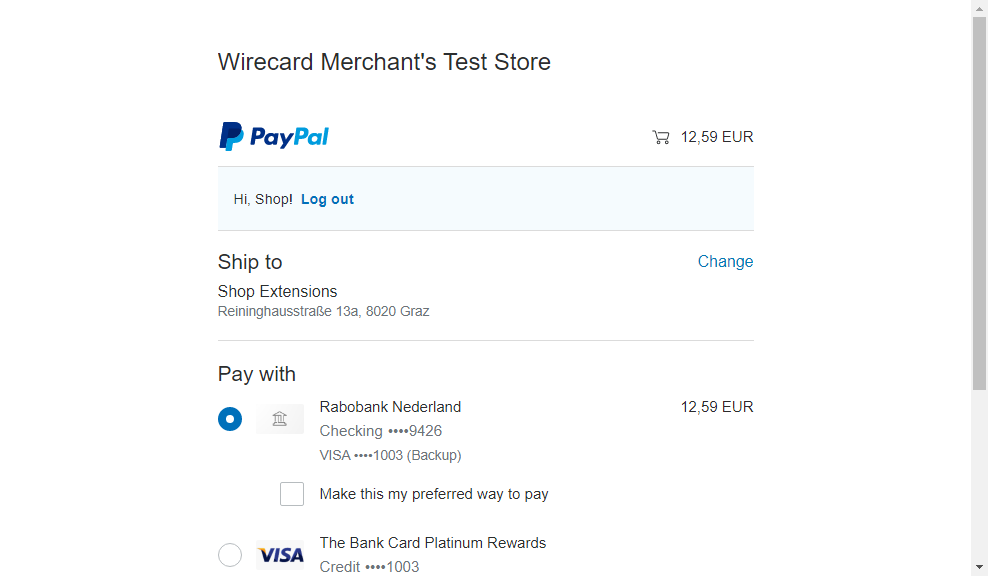 Wirecard Merchant's Test Store
PayPal
12,59 EUR
Hi, Shop! Log out
Ship to
Change
Shop Extensions
Reininghausstraße 13a, 8020 Graz
Pay with
Rabobank Nederland
12,59 EUR
Checking ••••9426
VISA ••••1003 (Backup)
Make this my preferred way to pay
VISA
The Bank Card Platinum Rewards
Credit ••••1003